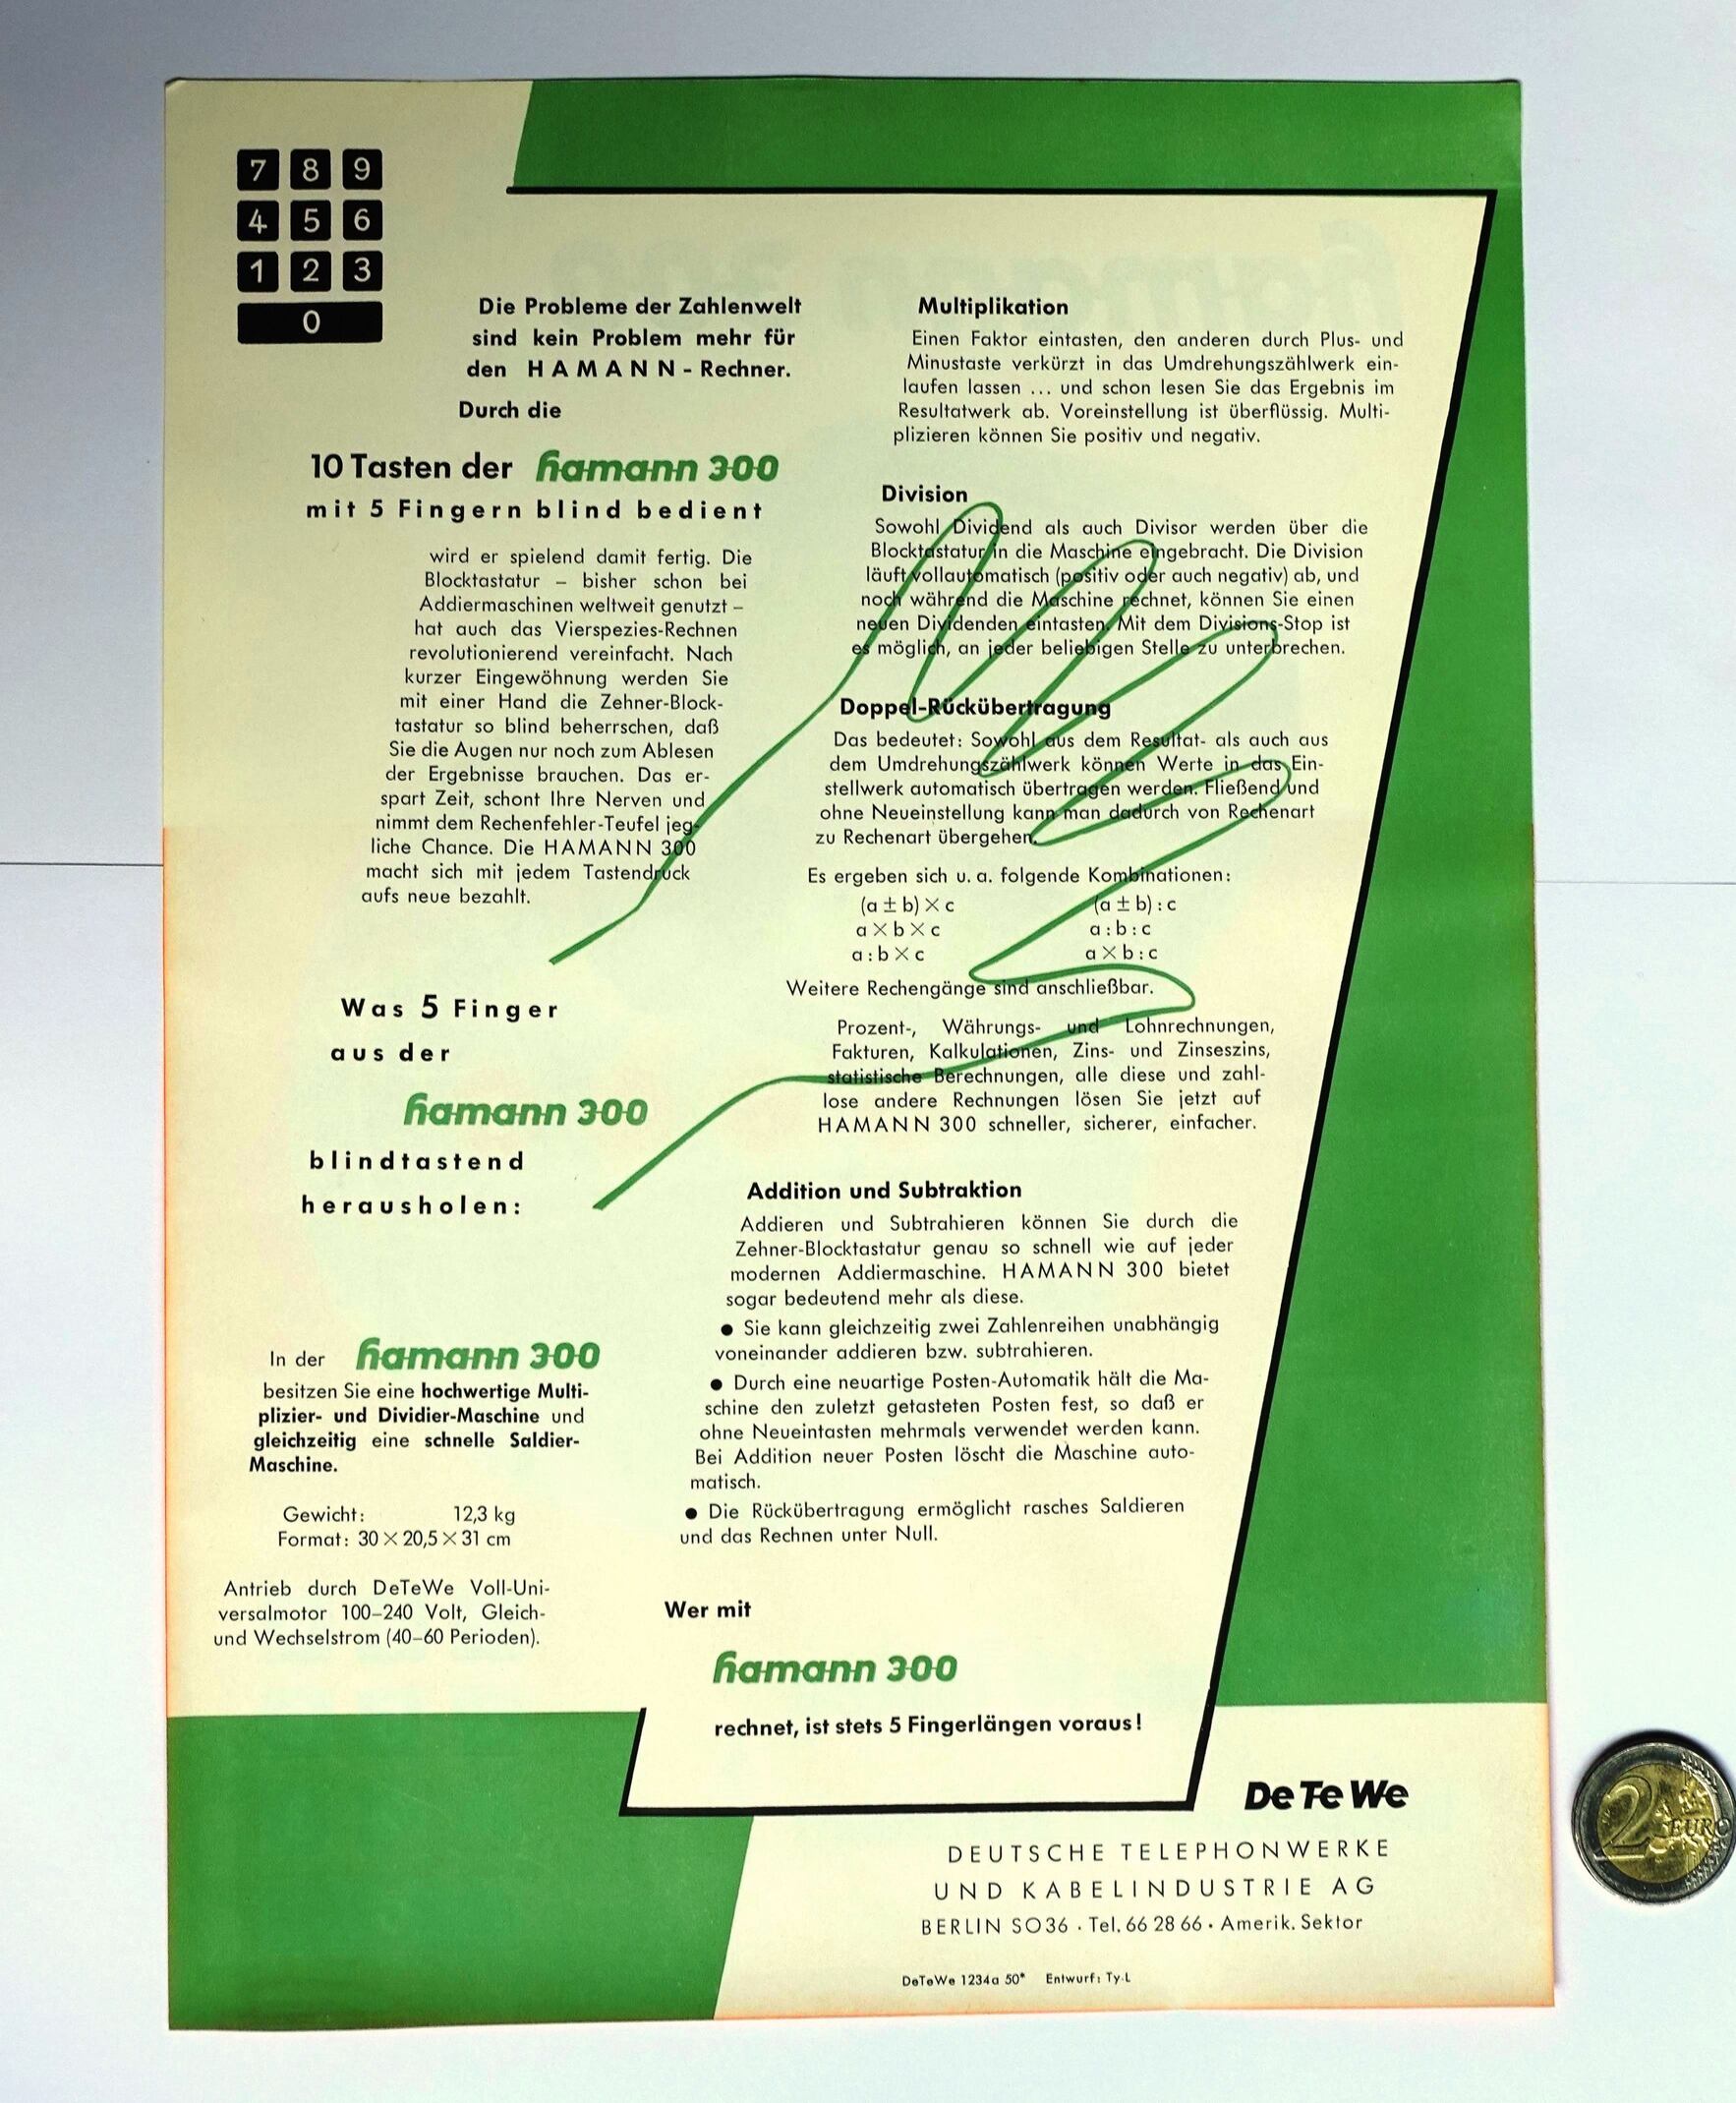 7 8 9
4 5 6
1 2 3
0
Die Probleme der Zahlenwelt
sind kein Problem mehr für
den HAMANN-Rechner.
Durch die
10 Tasten der hamann 300
mit 5 Fingern blind bedient
wird er spielend damit fertig. Die
Blocktastatur – bisher schon bei
Addiermaschinen weltweit genutzt –
hat auch das Vierspezies-Rechnen
revolutionierend vereinfacht. Nach
kurzer Eingewöhnung werden Sie
mit einer Hand die Zehner-Block-
tastatur so blind beherrschen, daß
Sie die Augen nur noch zum Ablesen
der Ergebnisse brauchen. Das er-
spart Zeit, schont Ihre Nerven und
nimmt dem Rechenfehler-Teufel jeg-
liche Chance. Die HAMANN 300
macht sich mit jedem Tastendruck
aufs neue bezahlt.
Was 5 Finger
aus der
hamann 300
blindtastend
herausholen:
In der hamann 300
besitzen Sie eine hochwertige Multi-
plizier- und Dividier-Maschine und
gleichzeitig eine schnelle Saldier-
Maschine.
Gewicht: 12,3 kg
Format: 30 × 20,5 × 31 cm
Antrieb durch DeTeWe Voll-Uni-
versalmotor 100–240 Volt, Gleich-
und Wechselstrom (40–60 Perioden).
Multiplikation
Einen Faktor eintasten, den anderen durch Plus- und
Minustaste verkürzt in das Umdrehungszählwerk ein-
laufen lassen ... und schon lesen Sie das Ergebnis im
Resultatwerk ab. Voreinstellung ist überflüssig. Multi-
plizieren können Sie positiv und negativ.
Division
Sowohl Dividend als auch Divisor werden über die
Blocktastatur in die Maschine eingebracht. Die Division
läuft vollautomatisch (positiv oder auch negativ) ab, und
noch während die Maschine rechnet, können Sie einen
neuen Dividenden eintasten. Mit dem Divisions-Stop ist
es möglich, an jeder beliebigen Stelle zu unterbrechen.
Doppel-Rückübertragung
Das bedeutet: Sowohl aus dem Resultat- als auch aus
dem Umdrehungszählwerk können Werte in das Ein-
stellwerk automatisch übertragen werden. Fließend und
ohne Neueinstellung kann man dadurch von Rechenart
zu Rechenart übergehen.
Es ergeben sich u. a. folgende Kombinationen:
(a ± b) × c (a ± b) : c
a × b × c a : b : c
a : b × c a × b : c
Weitere Rechengänge sind anschließbar.
Prozent-, Währungs- und Lohnrechnungen,
Fakturen, Kalkulationen, Zins- und Zinseszins,
statistische Berechnungen, alle diese und zahl-
lose andere Rechnungen lösen Sie jetzt auf
HAMANN 300 schneller, sicherer, einfacher.
Addition und Subtraktion
Addieren und Subtrahieren können Sie durch die
Zehner-Blocktastatur genau so schnell wie auf jeder
modernen Addiermaschine. HAMANN 300 bietet
sogar bedeutend mehr als diese.
● Sie kann gleichzeitig zwei Zahlenreihen unabhängig
voneinander addieren bzw. subtrahieren.
● Durch eine neuartige Posten-Automatik hält die Ma-
schine den zuletzt getasteten Posten fest, so daß er
ohne Neueintasten mehrmals verwendet werden kann.
Bei Addition neuer Posten löscht die Maschine auto-
matisch.
● Die Rückübertragung ermöglicht rasches Saldieren
und das Rechnen unter Null.
Wer mit
hamann 300
rechnet, ist stets 5 Fingerlängen voraus!
DeTeWe
DEUTSCHE TELEPHONWERKE
UND KABELINDUSTRIE AG
BERLIN SO36 · Tel. 66 28 66 · Amerik. Sektor
DeTeWe 1234a 50* Entwurf: Ty-L
2 EURO